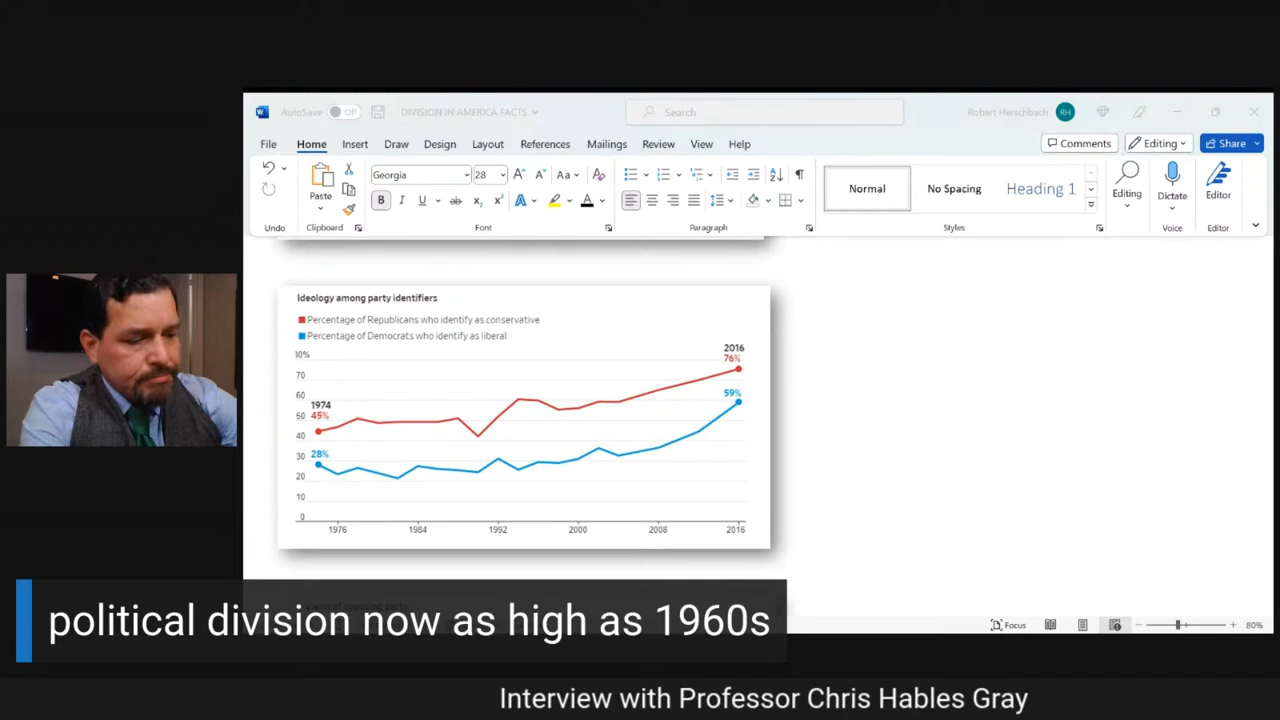 AutoSave Off DIVISION IN AMERICA FACTS Search Robert Herschbach RH
File Home Insert Draw Design Layout References Mailings Review View Help Comments Editing Share
Georgia 28 Aa
Paste B I U ab x² A A Normal No Spacing Heading 1 Editing Dictate Editor
Undo Clipboard Font Paragraph Styles Voice Editor
Ideology among party identifiers
Percentage of Republicans who identify as conservative
Percentage of Democrats who identify as liberal
2016
76%
70
60
59%
50
1974
45%
40
30
28%
20
10
0
1976 1984 1992 2000 2008 2016
political division now as high as 1960s
Focus 80%
Interview with Professor Chris Hables Gray